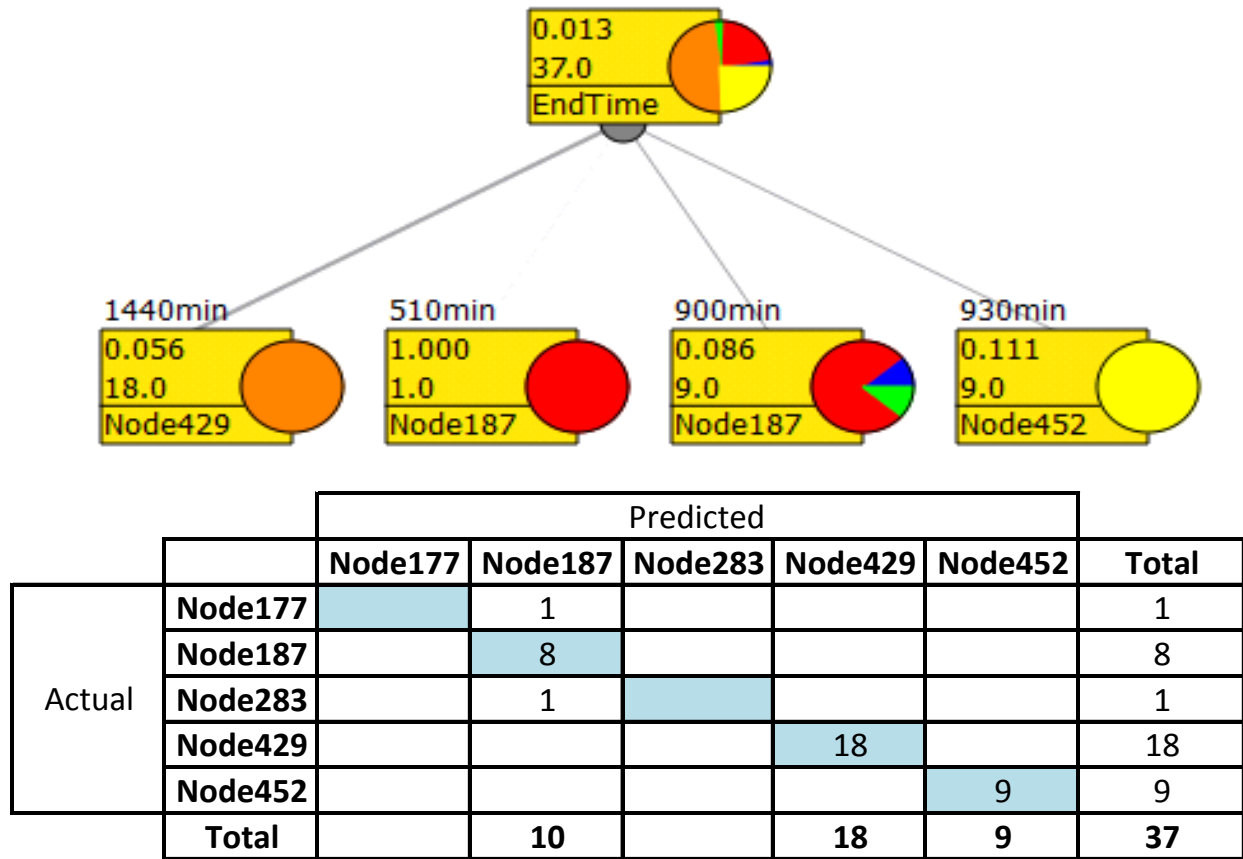 0.013
37.0
EndTime
1440min 510min 900min 930min
0.056 1.000 0.086 0.111
18.0 1.0 9.0 9.0
Node429 Node187 Node187 Node452
Predicted
Node177 Node187 Node283 Node429 Node452 Total
Node177 1 1
Node187 8 8
Actual Node283 1 1
Node429 18 18
Node452 9 9
Total 10 18 9 37